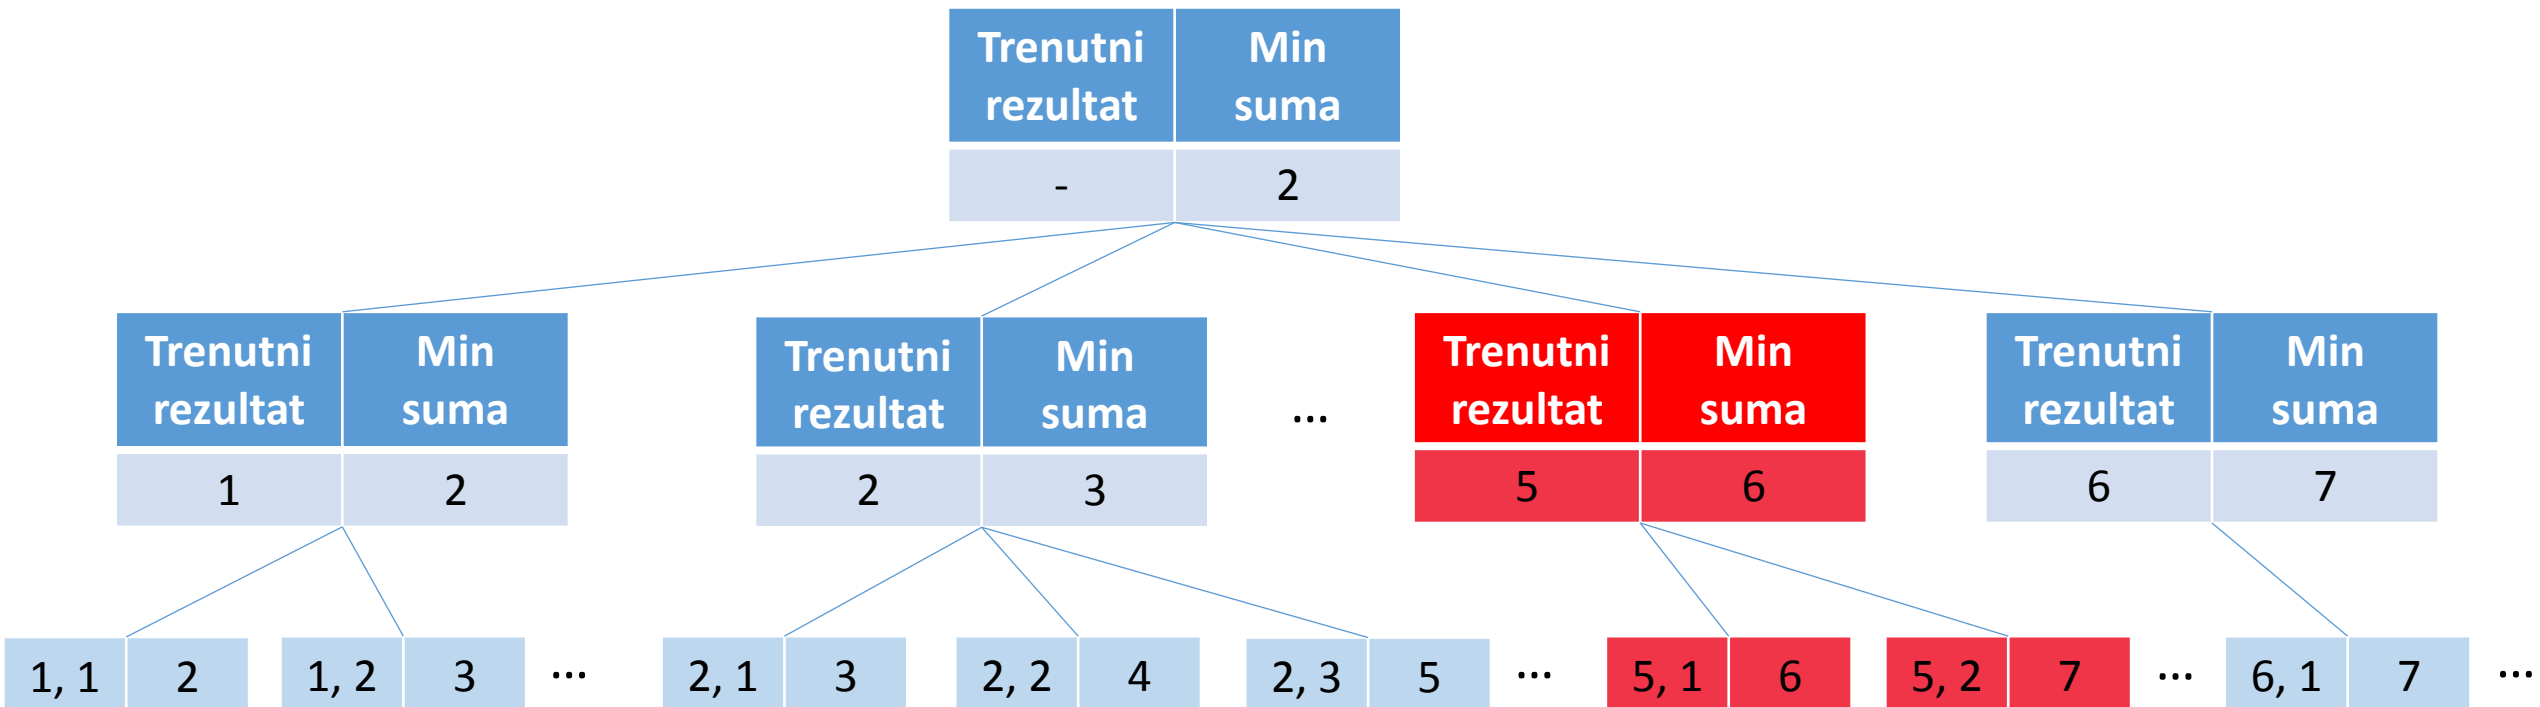 Trenutni rezultat Min suma
- 2
Trenutni rezultat Min suma
1 2
Trenutni rezultat Min suma
2 3
...
Trenutni rezultat Min suma
5 6
Trenutni rezultat Min suma
6 7
1, 1 2
1, 2 3
...
2, 1 3
2, 2 4
2, 3 5
...
5, 1 6
5, 2 7
...
6, 1 7
...